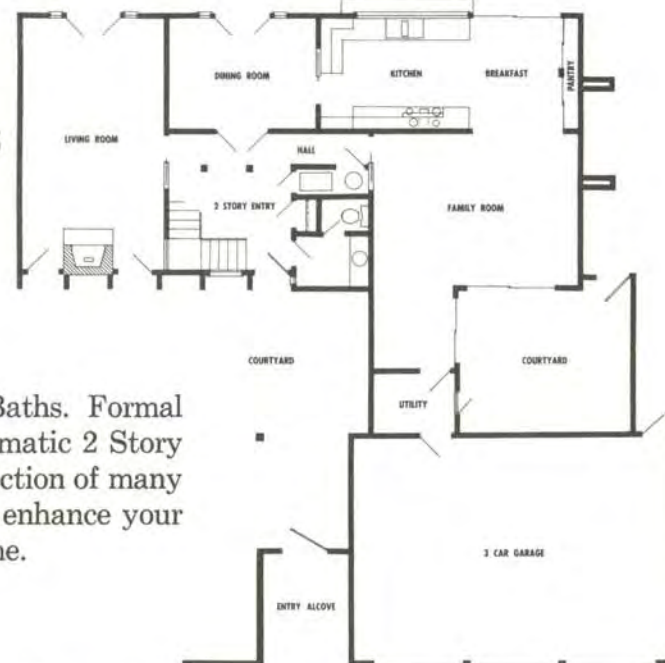 DINING ROOM
KITCHEN
BREAKFAST
PANTRY
LIVING ROOM
HALL
2 STORY ENTRY
FAMILY ROOM
COURTYARD
COURTYARD
UTILITY
3 CAR GARAGE
ENTRY ALCOVE
Baths. Formal
matic 2 Story
ction of many
enhance your
ne.